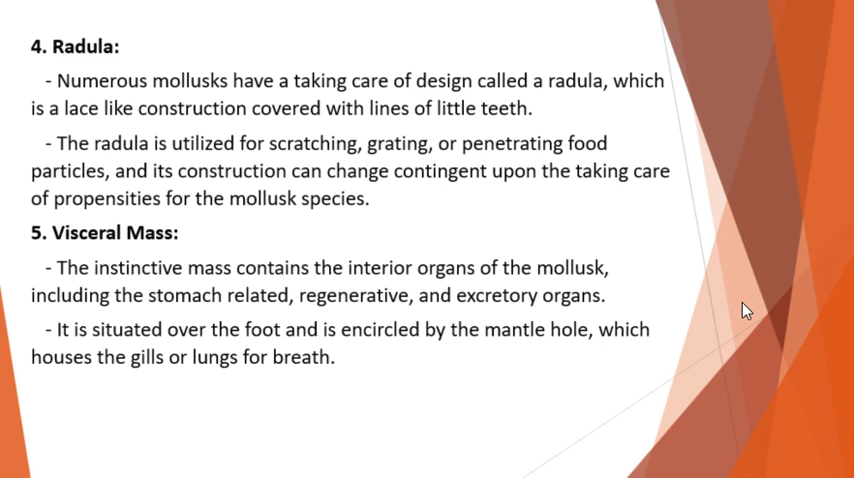 4. Radula:
- Numerous mollusks have a taking care of design called a radula, which
is a lace like construction covered with lines of little teeth.
- The radula is utilized for scratching, grating, or penetrating food
particles, and its construction can change contingent upon the taking care
of propensities for the mollusk species.
5. Visceral Mass:
- The instinctive mass contains the interior organs of the mollusk,
including the stomach related, regenerative, and excretory organs.
- It is situated over the foot and is encircled by the mantle hole, which
houses the gills or lungs for breath.